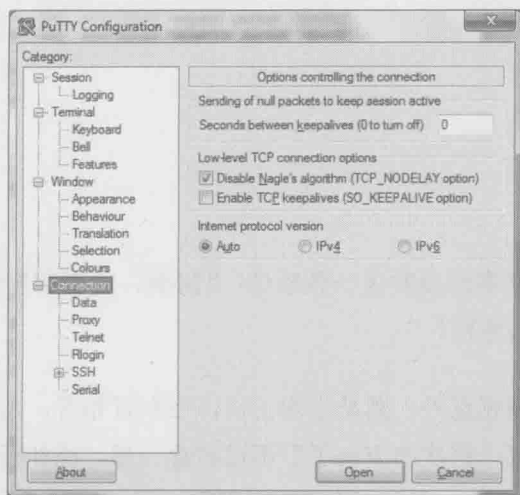 PuTTY Configuration
Category:
Session
Logging
Terminal
Keyboard
Bell
Features
Window
Appearance
Behaviour
Translation
Selection
Colours
Connection
Data
Proxy
Telnet
Rlogin
SSH
Serial
Options controlling the connection
Sending of null packets to keep session active
Seconds between keepalives (0 to turn off) 0
Low-level TCP connection options
Disable Nagle's algorithm (TCP_NODELAY option)
Enable TCP keepalives (SO_KEEPALIVE option)
Internet protocol version
Auto IPv4 IPv6
About Open Cancel